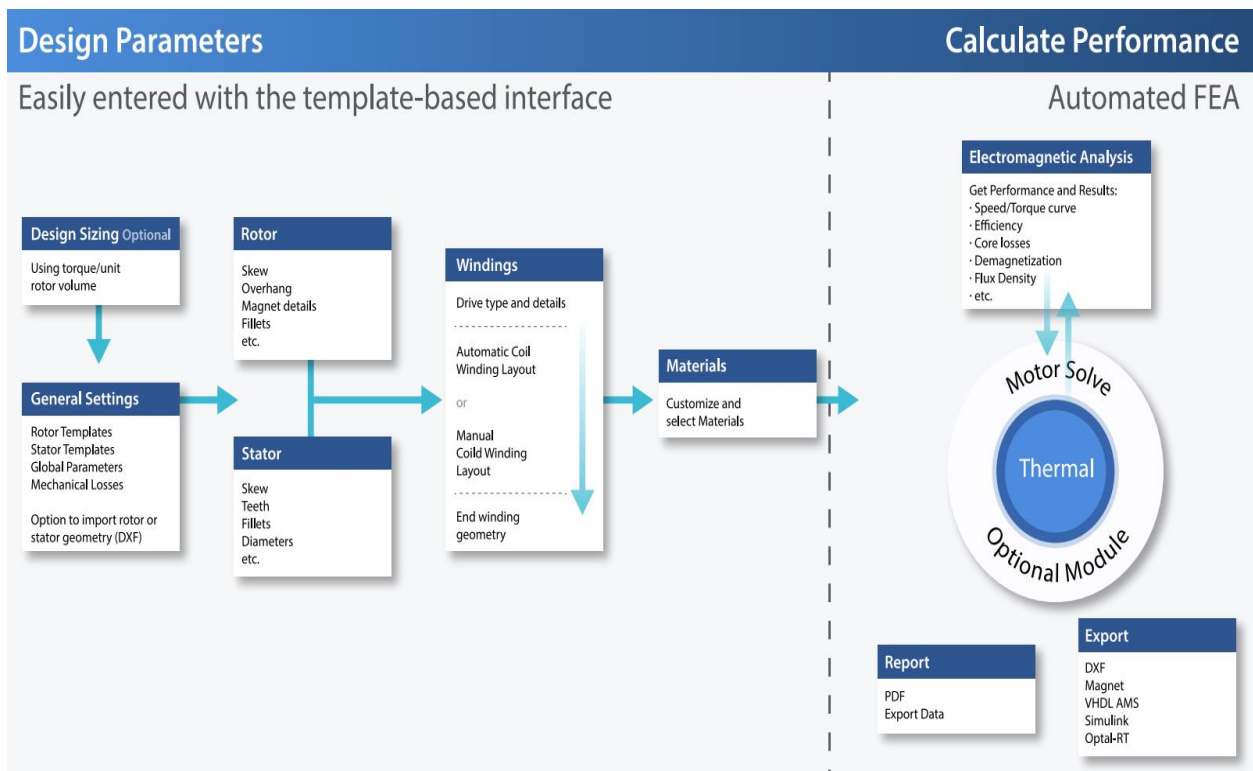 Design Parameters
Calculate Performance
Easily entered with the template-based interface
Automated FEA
Design Sizing Optional
Using torque/unit
rotor volume
General Settings
Rotor Templates
Stator Templates
Global Parameters
Mechanical Losses
Option to import rotor or
stator geometry (DXF)
Rotor
Skew
Overhang
Magnet details
Fillets
etc.
Stator
Skew
Teeth
Fillets
Diameters
etc.
Windings
Drive type and details
Automatic Coil
Winding Layout
or
Manual
Coild Winding
Layout
End winding
geometry
Materials
Customize and
select Materials
Electromagnetic Analysis
Get Performance and Results:
· Speed/Torque curve
· Efficiency
· Core losses
· Demagnetization
· Flux Density
· etc.
Motor Solve
Thermal
Optional Module
Report
PDF
Export Data
Export
DXF
Magnet
VHDL AMS
Simulink
Optal-RT